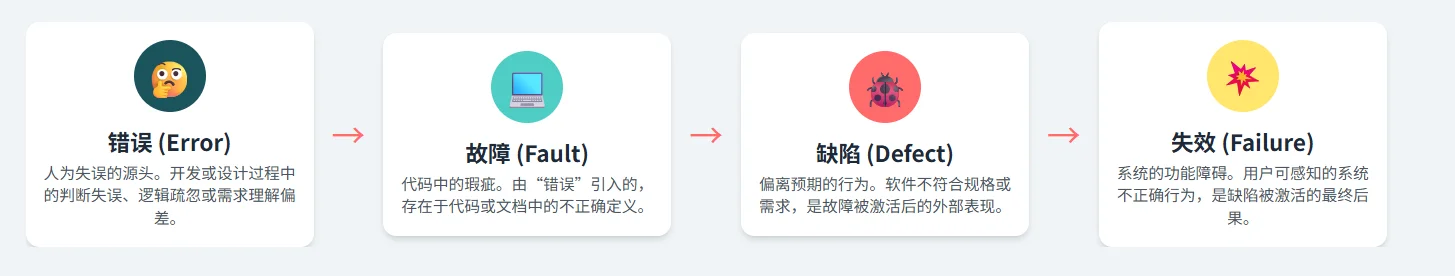 错误 (Error)
人为失误的源头。开发或设计过程中
的判断失误、逻辑疏忽或需求理解偏
差。
→
故障 (Fault)
代码中的瑕疵。由“错误”引入的，
存在于代码或文档中的不正确定义。
→
缺陷 (Defect)
偏离预期的行为。软件不符合规格或
需求，是故障被激活后的外部表现。
→
失效 (Failure)
系统的功能障碍。用户可感知的系统
不正确行为，是缺陷被激活的最终后
果。